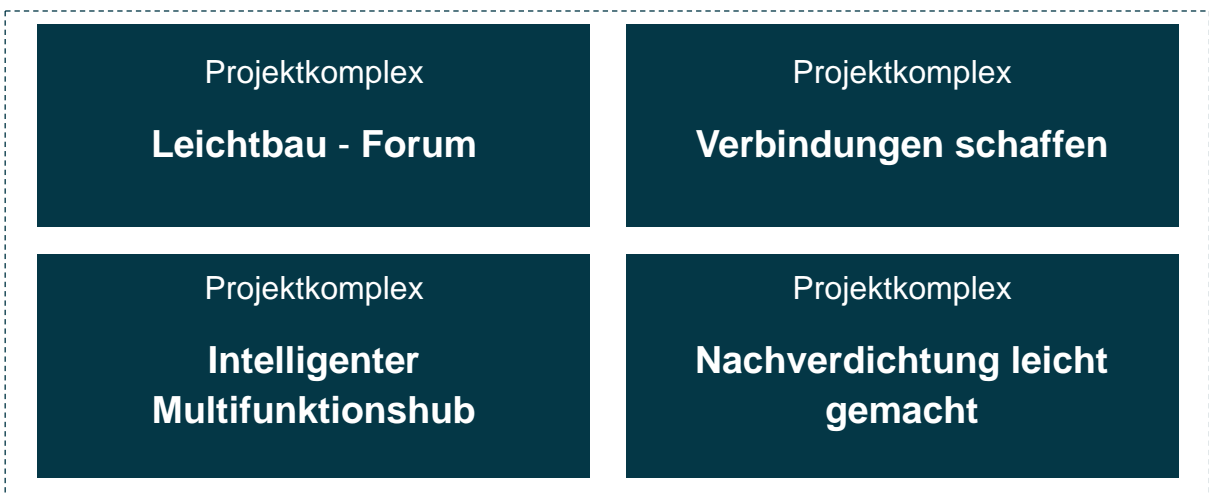 Projektkomplex
Leichtbau - Forum
Projektkomplex
Verbindungen schaffen
Projektkomplex
Intelligenter
Multifunktionshub
Projektkomplex
Nachverdichtung leicht
gemacht